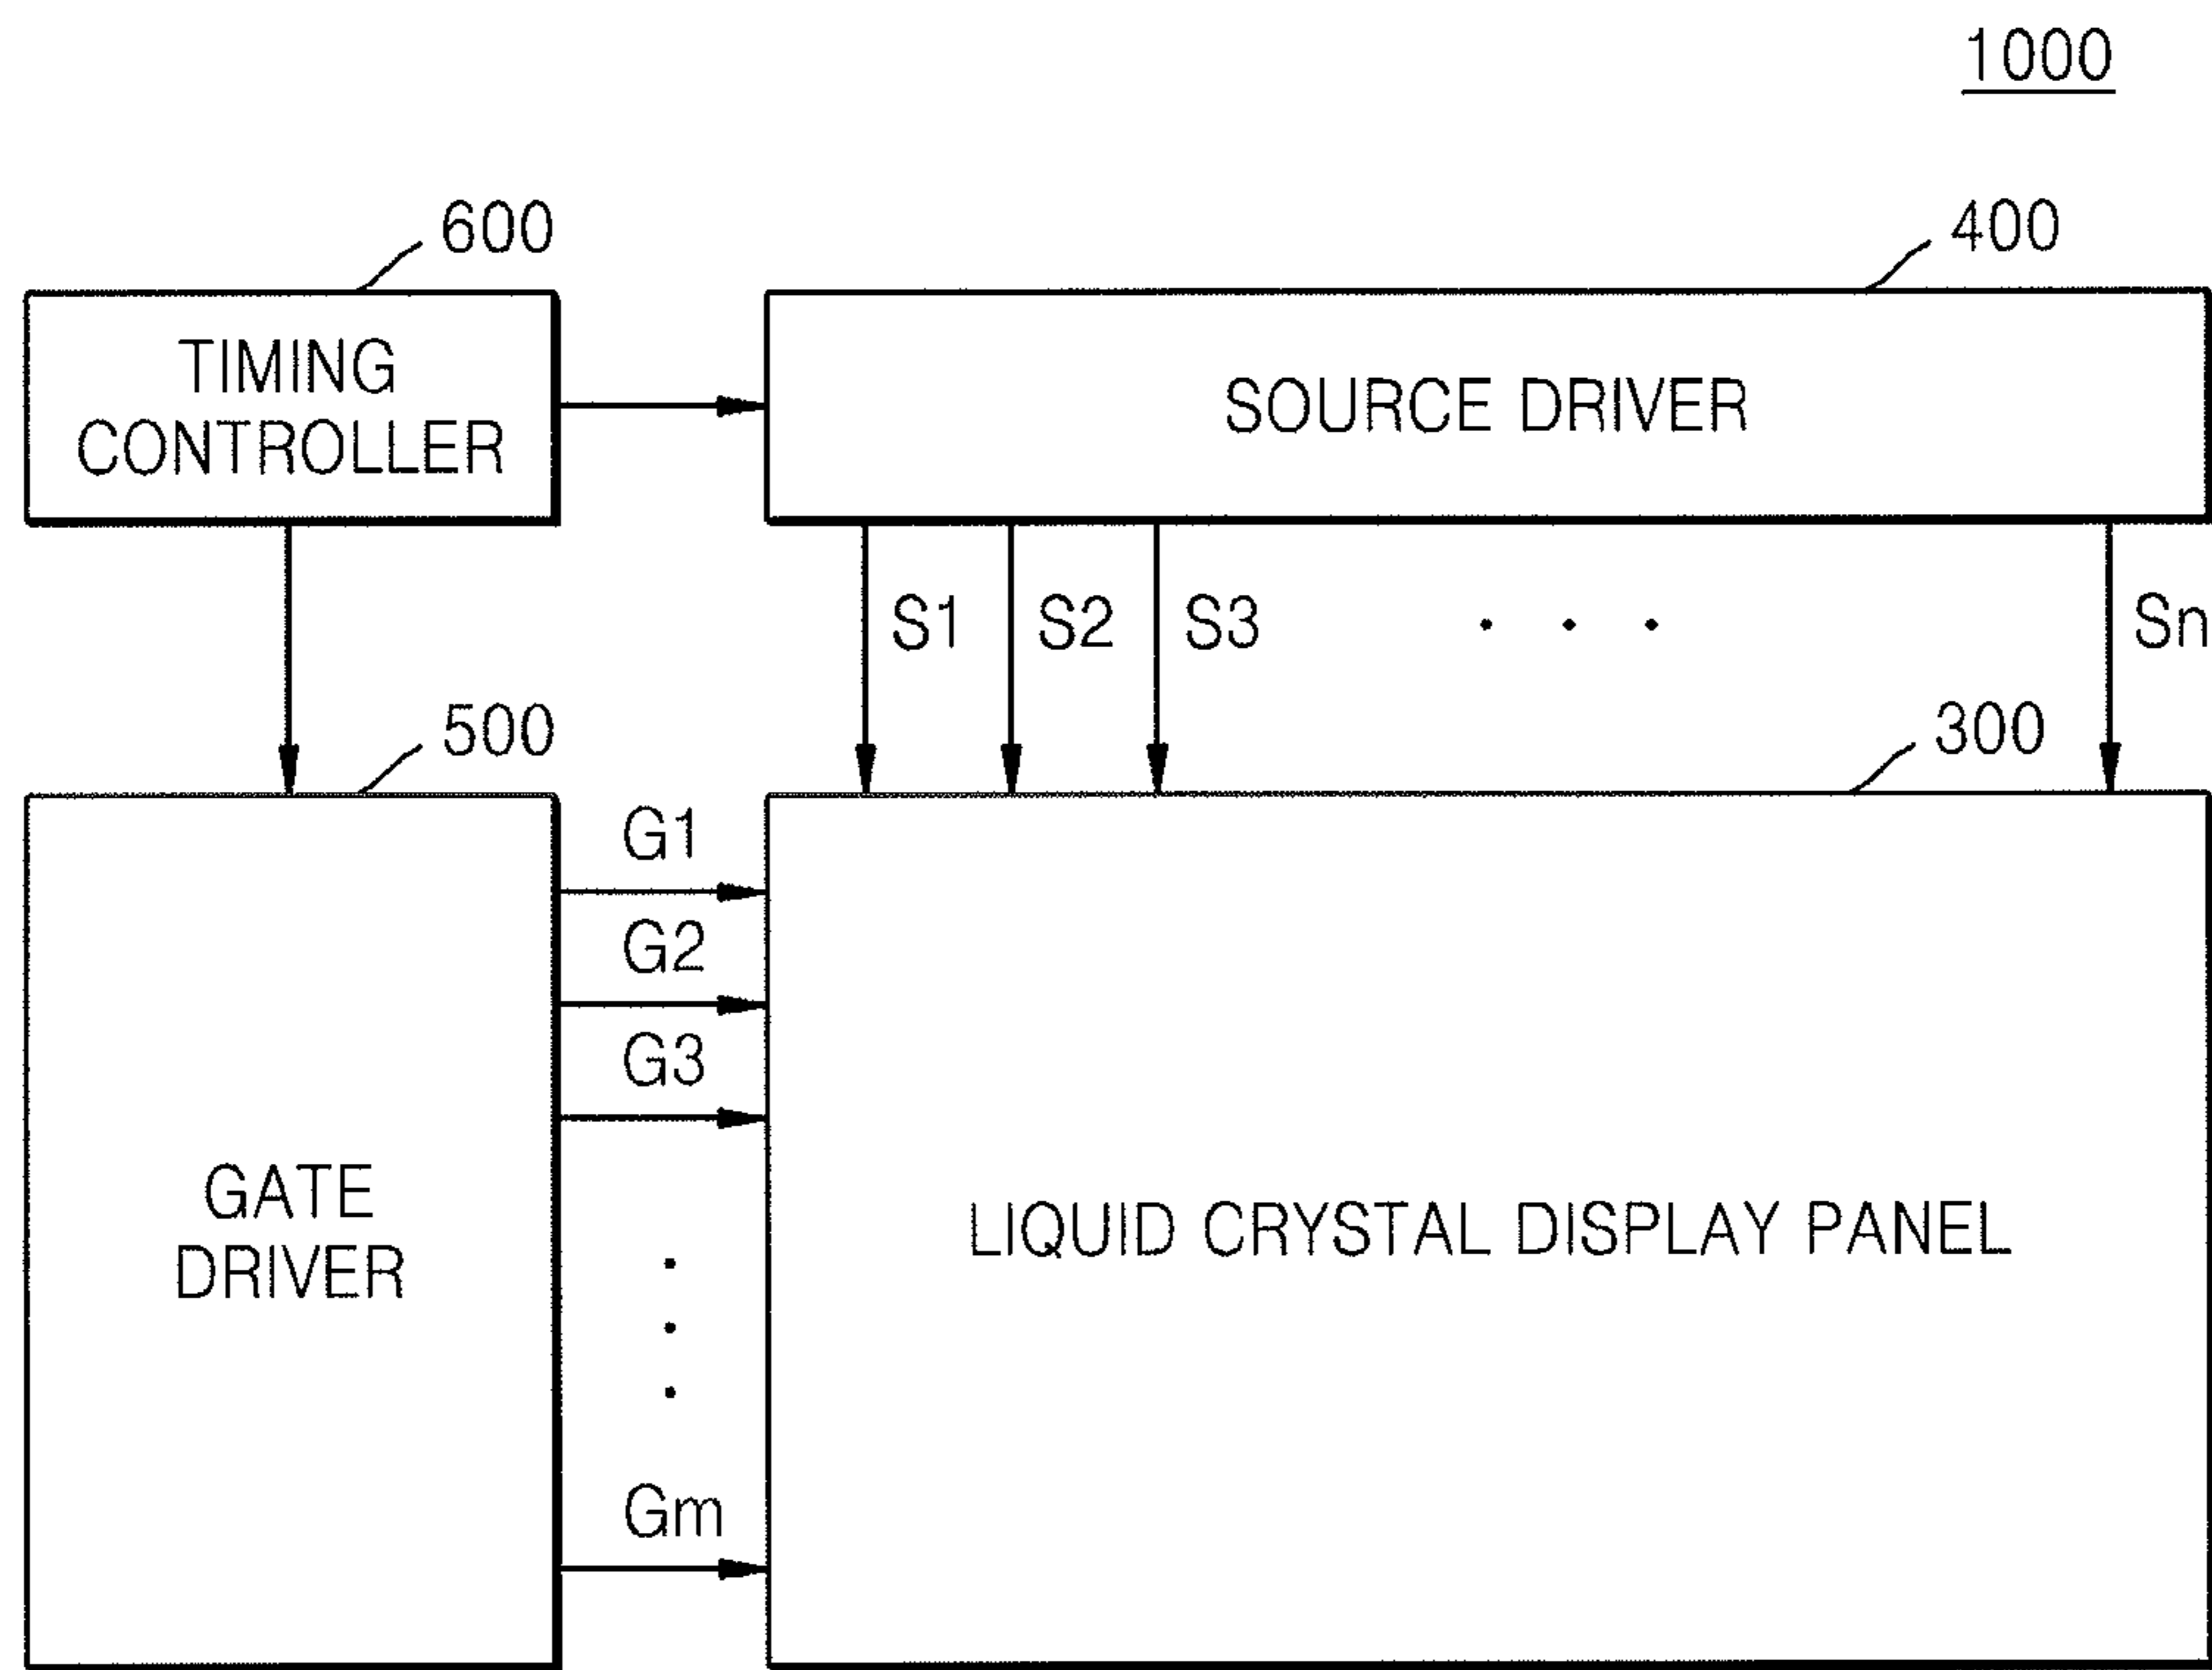 1000
600
400
TIMING
CONTROLLER
SOURCE DRIVER
S1 S2 S3 . . . Sn
500
300
G1
G2
G3
GATE
DRIVER
LIQUID CRYSTAL DISPLAY PANEL
.
.
.
Gm